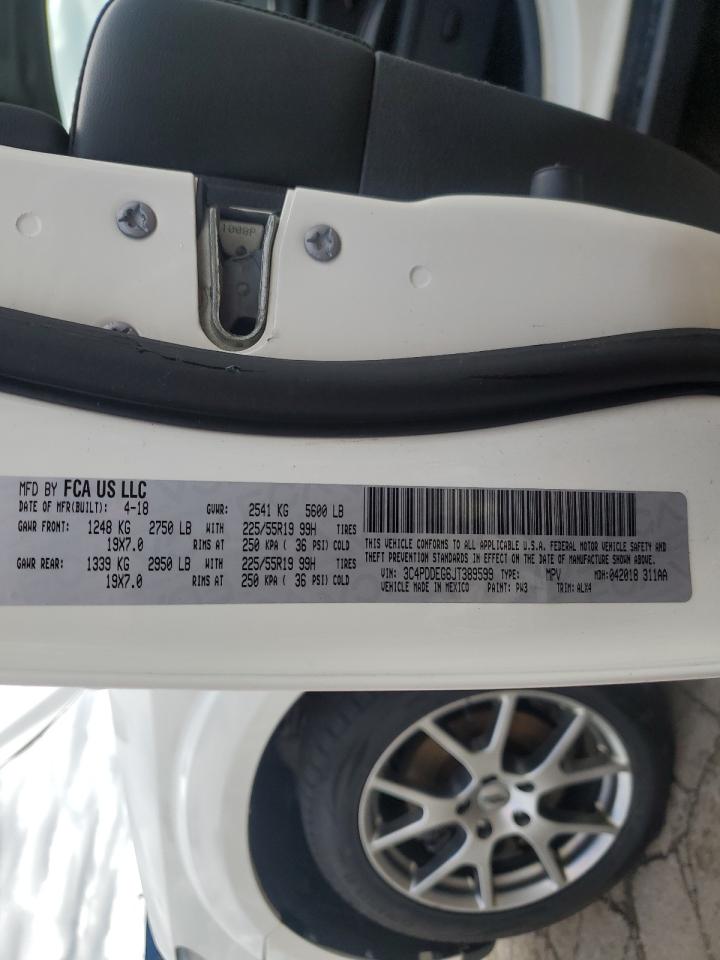 1008P
MFD BY FCA US LLC
DATE OF MFR(BUILT): 4-18 GVWR: 2541 KG 5600 LB
GAWR FRONT: 1248 KG 2750 LB WITH 225/55R19 99H TIRES
19X7.0 RIMS AT 250 KPA ( 36 PSI) COLD
GAWR REAR: 1339 KG 2950 LB WITH 225/55R19 99H TIRES
19X7.0 RIMS AT 250 KPA ( 36 PSI) COLD
THIS VEHICLE CONFORMS TO ALL APPLICABLE U.S.A. FEDERAL MOTOR VEHICLE SAFETY AND
THEFT PREVENTION STANDARDS IN EFFECT ON THE DATE OF MANUFACTURE SHOWN ABOVE.
VIN: 3C4PDDEG6JT389599 TYPE: MPV MDH: 042018 311AA
VEHICLE MADE IN MEXICO PAINT: PW3 TRIM: ALX4